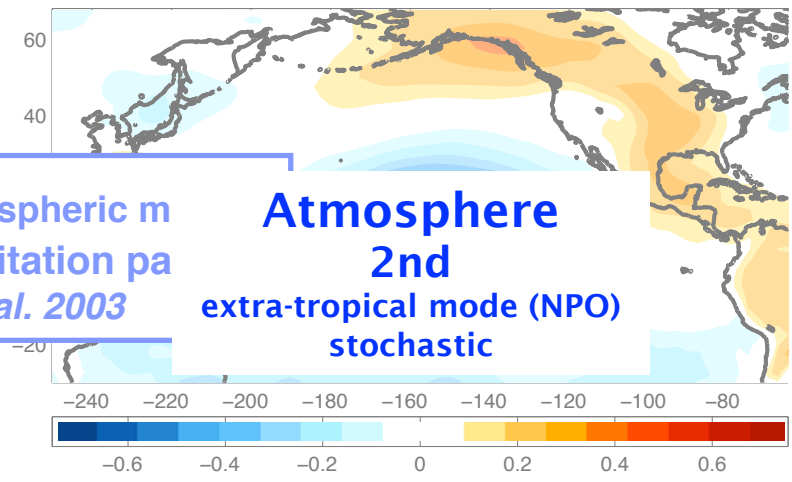 60
40
spheric m
itation pa
al. 2003
Atmosphere
2nd
extra-tropical mode (NPO)
stochastic
−20
−240 −220 −200 −180 −160 −140 −120 −100 −80
−0.6 −0.4 −0.2 0 0.2 0.4 0.6